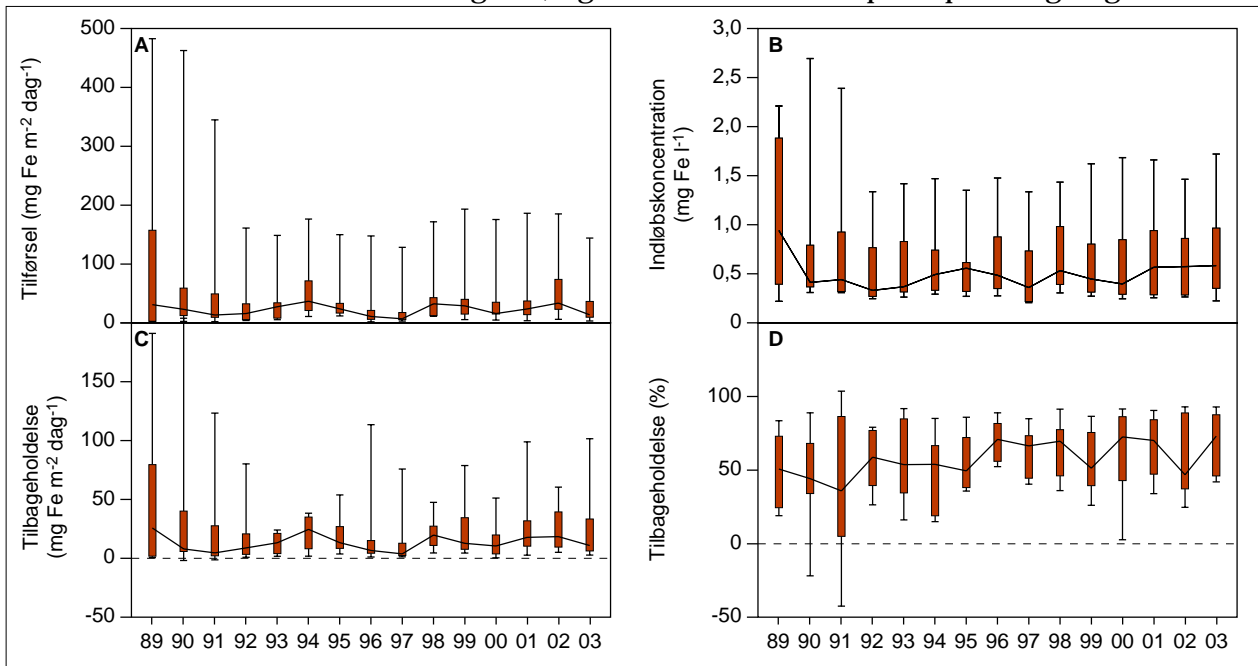 A
Tilførsel (mg Fe m-2 dag-1)
500
400
300
200
100
0
B
Indløbskoncentration
(mg Fe l-1)
3,0
2,5
2,0
1,5
1,0
0,5
0
C
Tilbageholdelse
(mg Fe m-2 dag-1)
150
100
50
0
-50
89 90 91 92 93 94 95 96 97 98 99 00 01 02 03
D
Tilbageholdelse (%)
100
50
0
-50
89 90 91 92 93 94 95 96 97 98 99 00 01 02 03